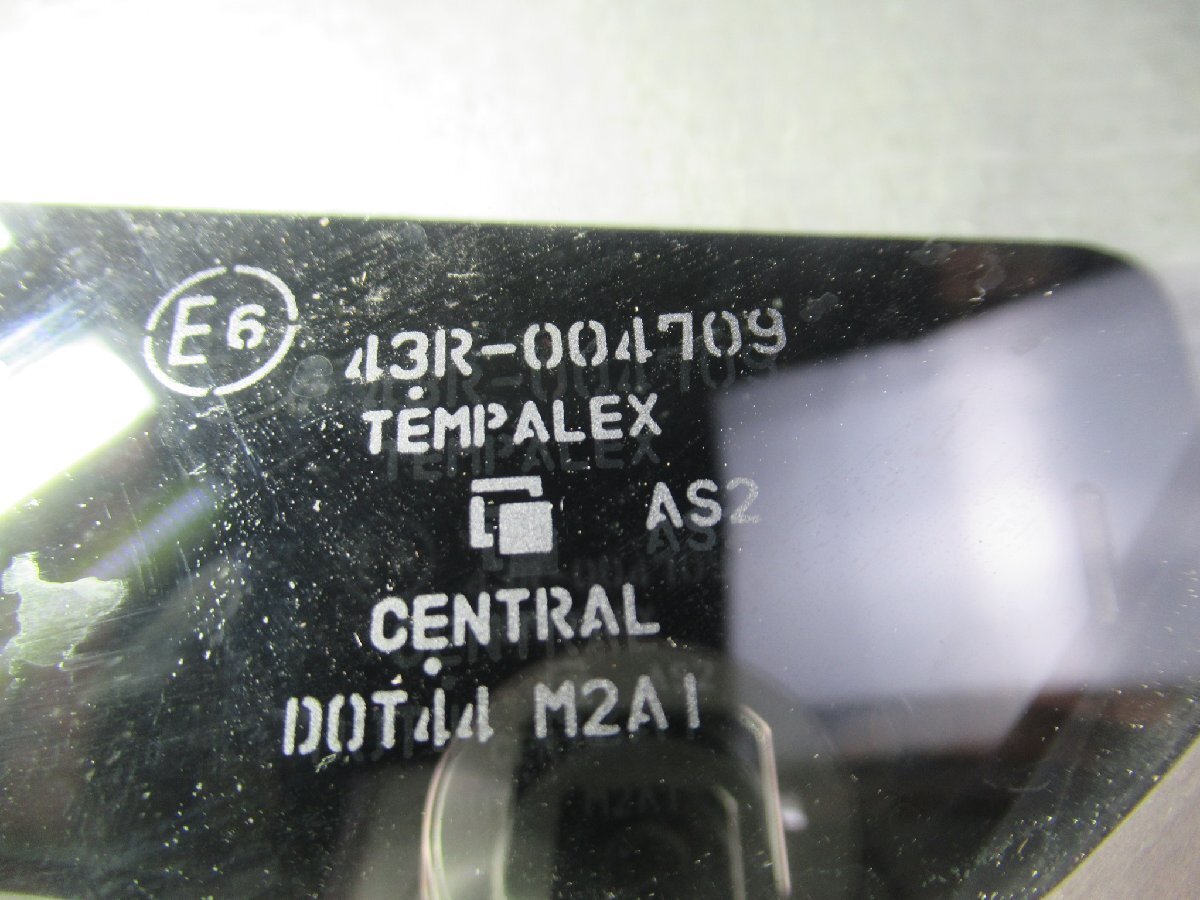 E6 43R-004709
TEMPALEX
AS2
CENTRAL
DOT44 M2A1